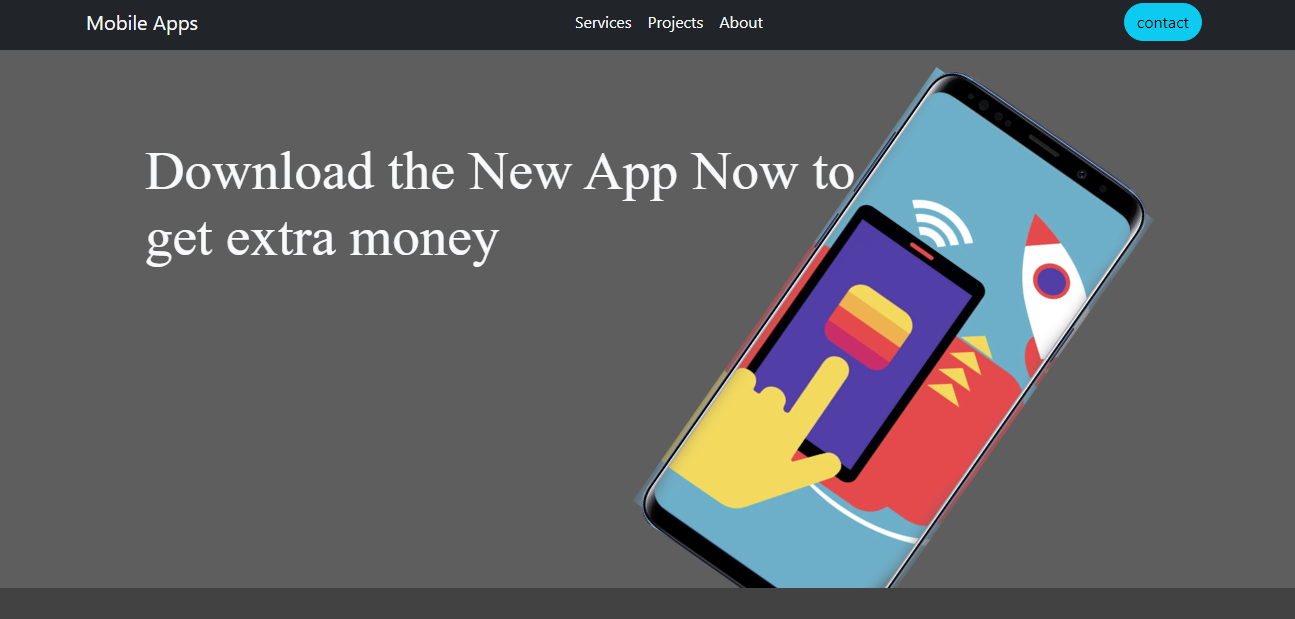 Mobile Apps
Services Projects About
contact
Download the New App Now to
get extra money